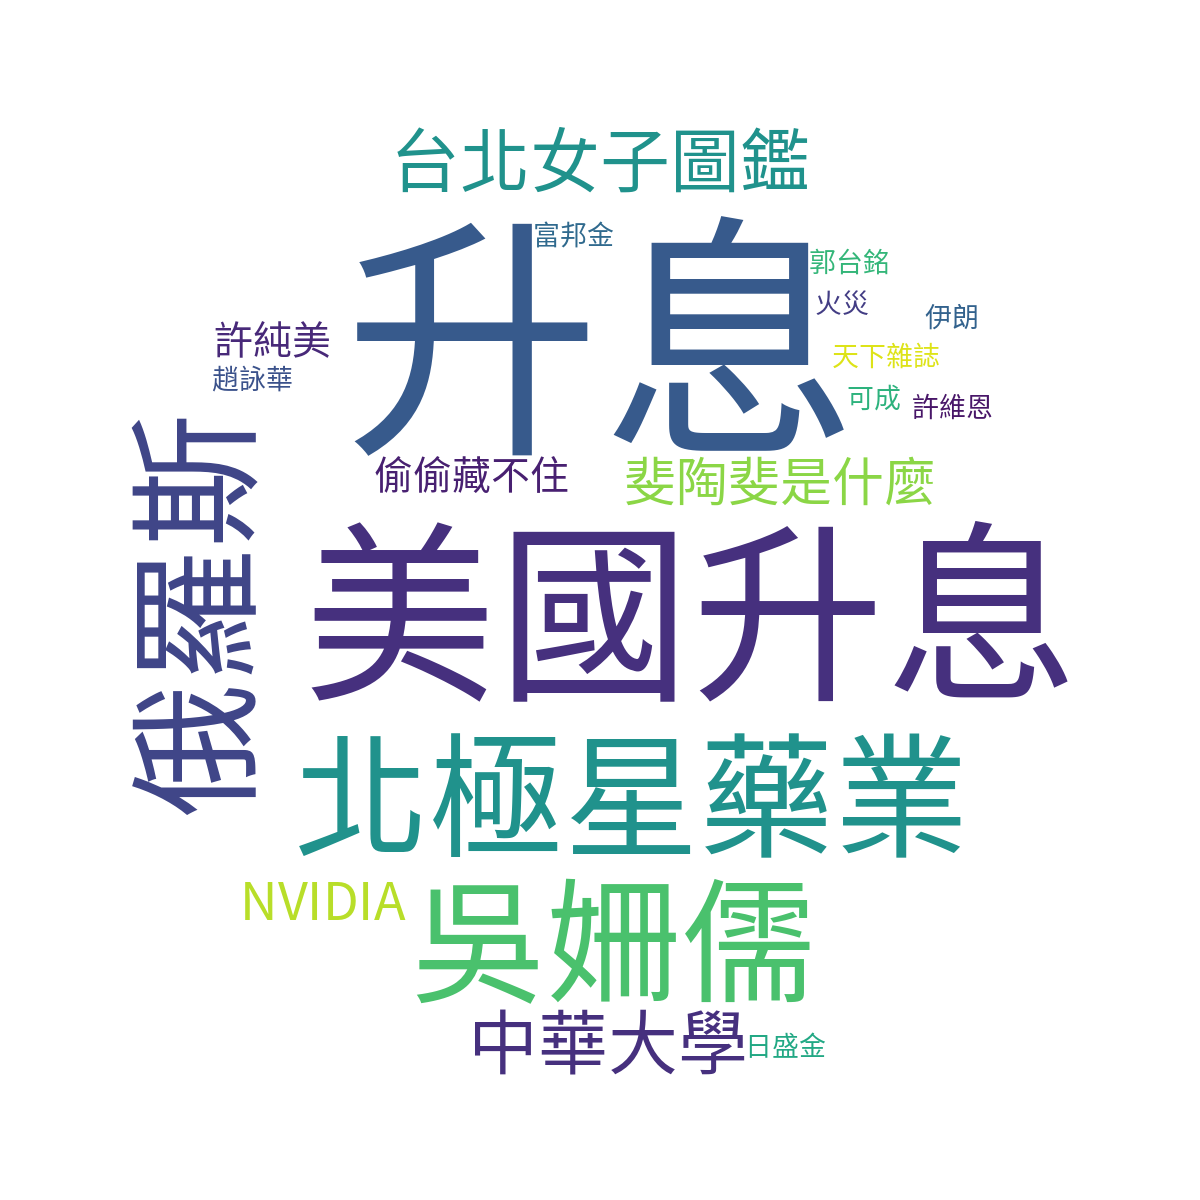 台北女子圖鑑
升息
富邦金
郭台銘
火災
伊朗
許純美
天下雜誌
趙詠華
可成
許維恩
俄羅斯
偷偷藏不住
斐陶斐是什麼
美國升息
北極星藥業
NVIDIA
吳姍儒
中華大學
日盛金